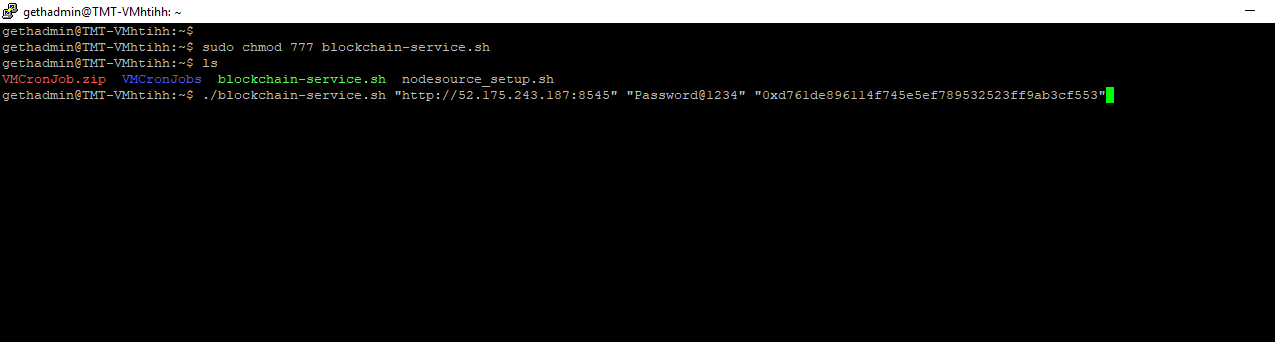 gethadmin@TMT-VMhtihh: ~
gethadmin@TMT-VMhtihh:~$
gethadmin@TMT-VMhtihh:~$ sudo chmod 777 blockchain-service.sh
gethadmin@TMT-VMhtihh:~$ ls
VMCronJob.zip  VMCronJobs  blockchain-service.sh  nodesource_setup.sh
gethadmin@TMT-VMhtihh:~$ ./blockchain-service.sh "http://52.175.243.187:8545" "Password@1234" "0xd761de896114f745e5ef789532523ff9ab3cf553"